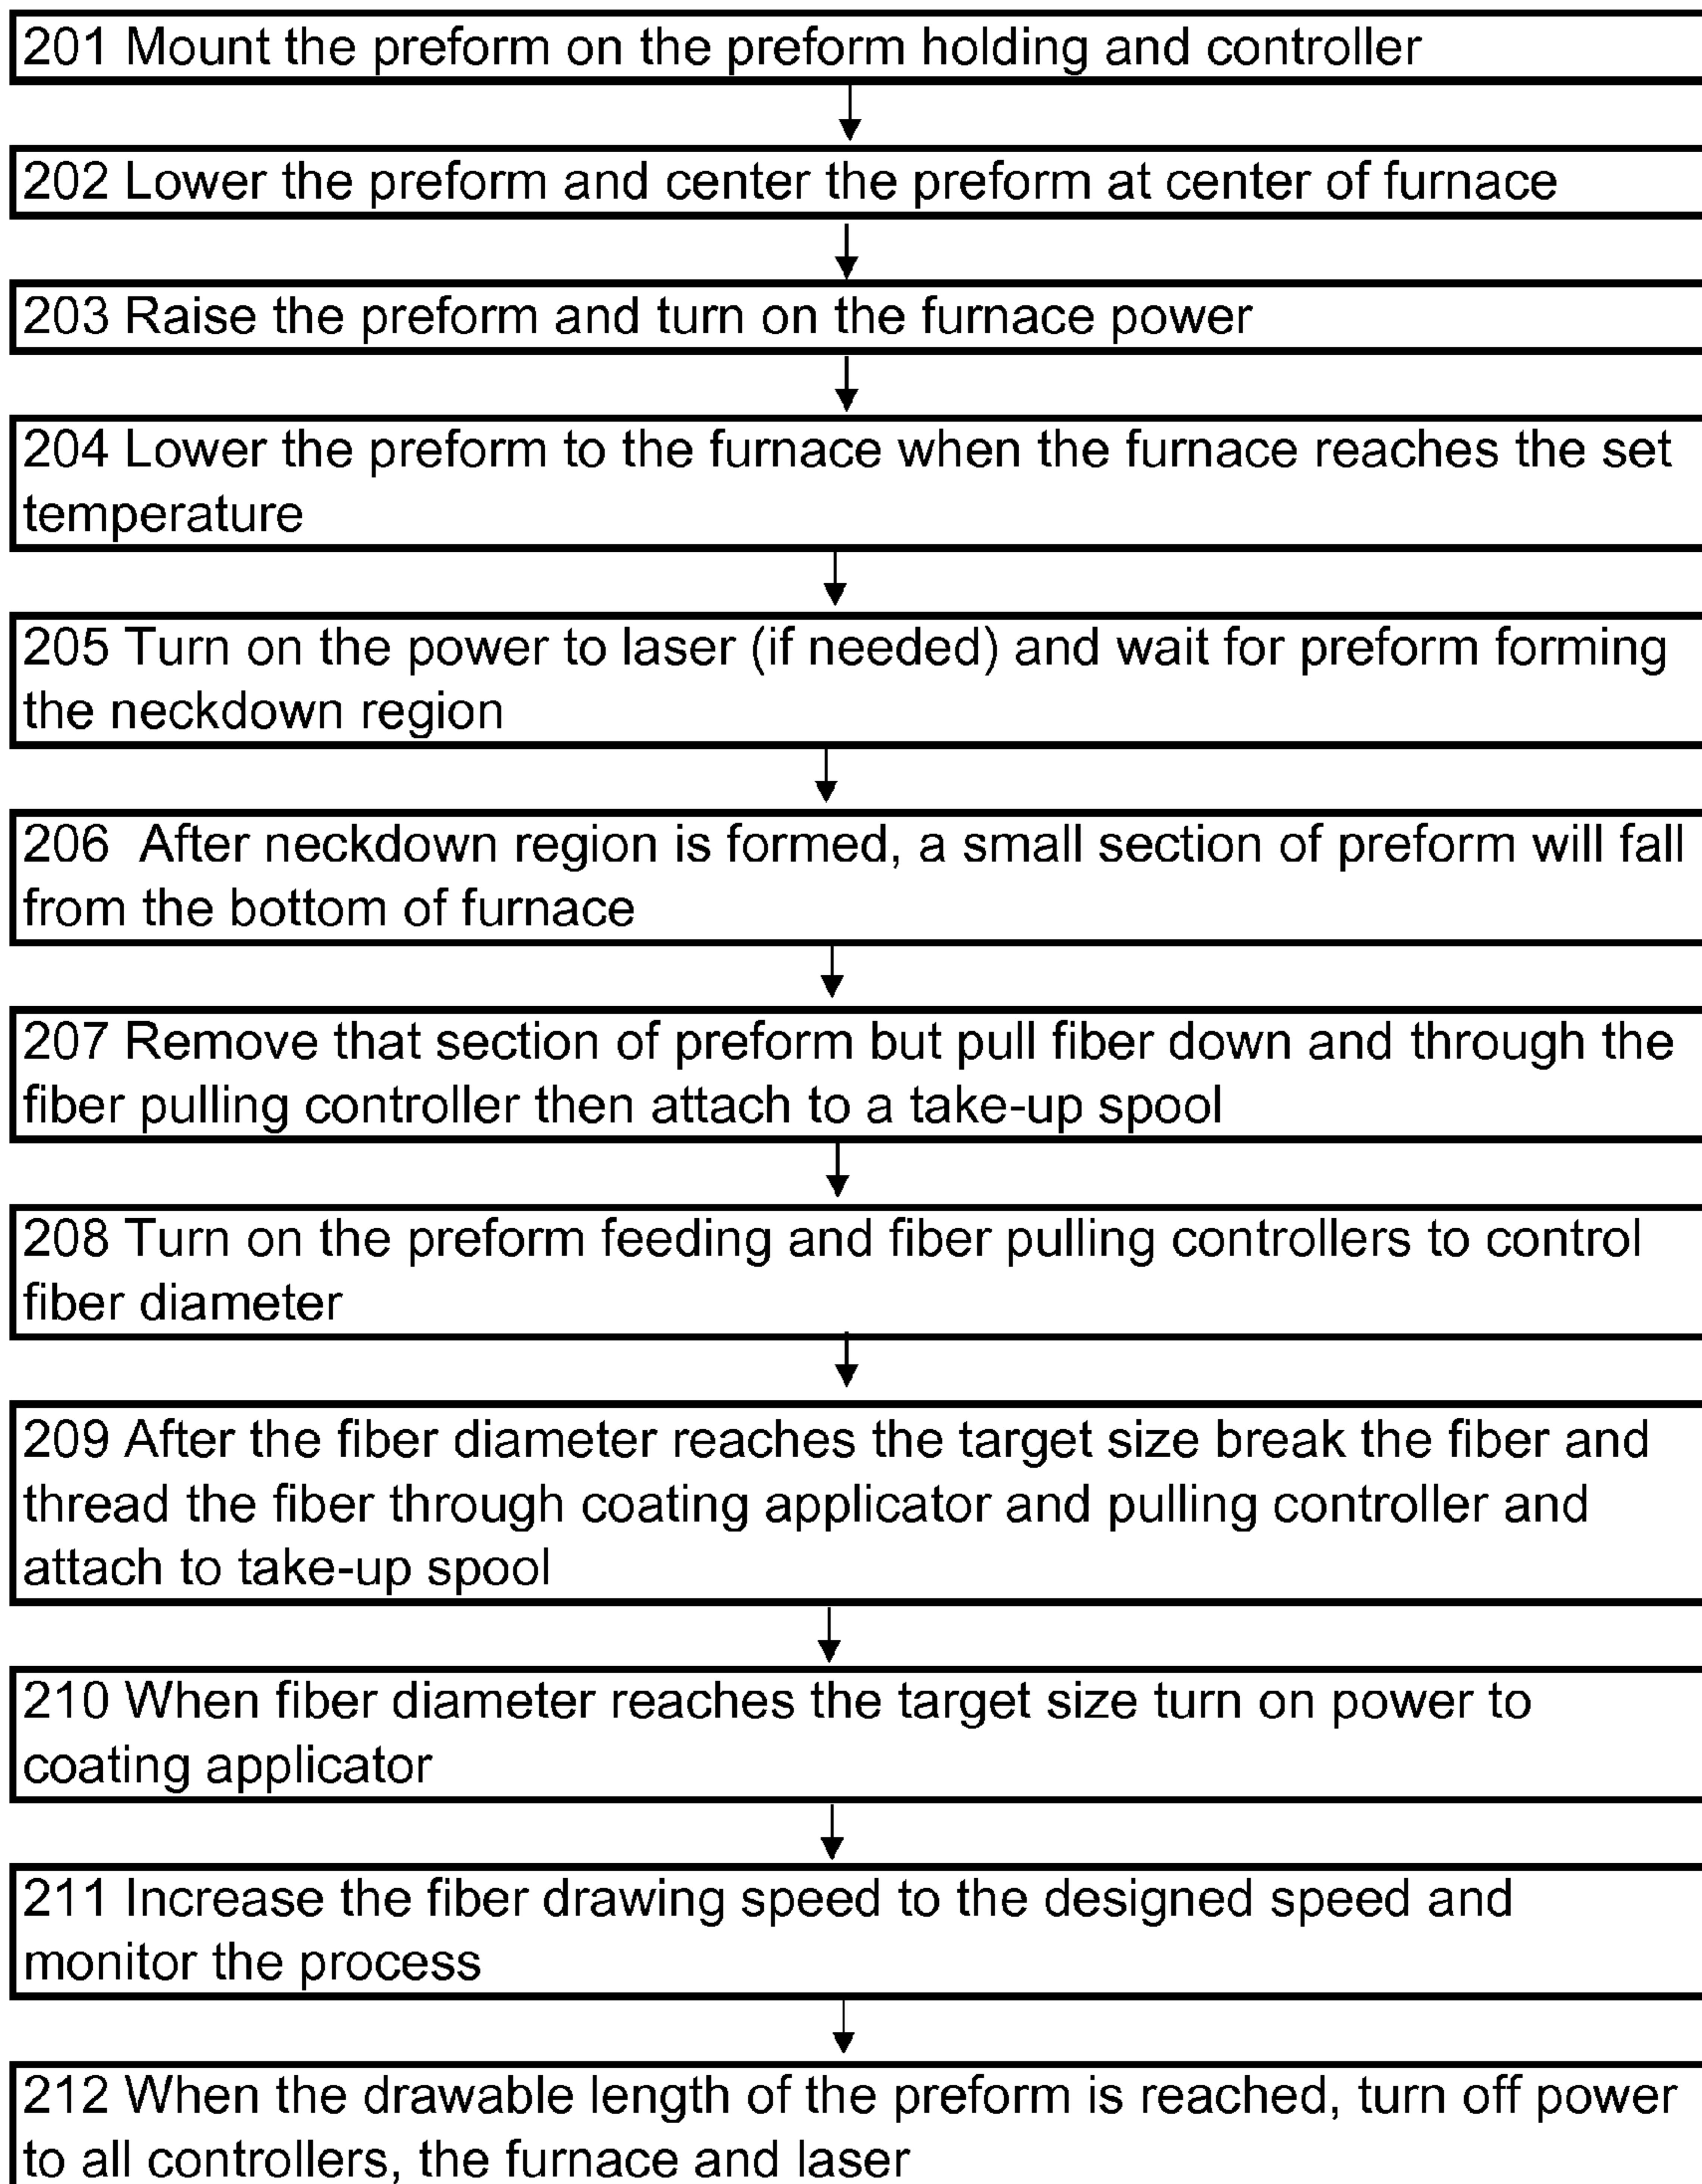 201 Mount the preform on the preform holding and controller
202 Lower the preform and center the preform at center of furnace
203 Raise the preform and turn on the furnace power
204 Lower the preform to the furnace when the furnace reaches the set
temperature
205 Turn on the power to laser (if needed) and wait for preform forming
the neckdown region
206 After neckdown region is formed, a small section of preform will fall
from the bottom of furnace
207 Remove that section of preform but pull fiber down and through the
fiber pulling controller then attach to a take-up spool
208 Turn on the preform feeding and fiber pulling controllers to control
fiber diameter
209 After the fiber diameter reaches the target size break the fiber and
thread the fiber through coating applicator and pulling controller and
attach to take-up spool
210 When fiber diameter reaches the target size turn on power to
coating applicator
211 Increase the fiber drawing speed to the designed speed and
monitor the process
212 When the drawable length of the preform is reached, turn off power
to all controllers, the furnace and laser